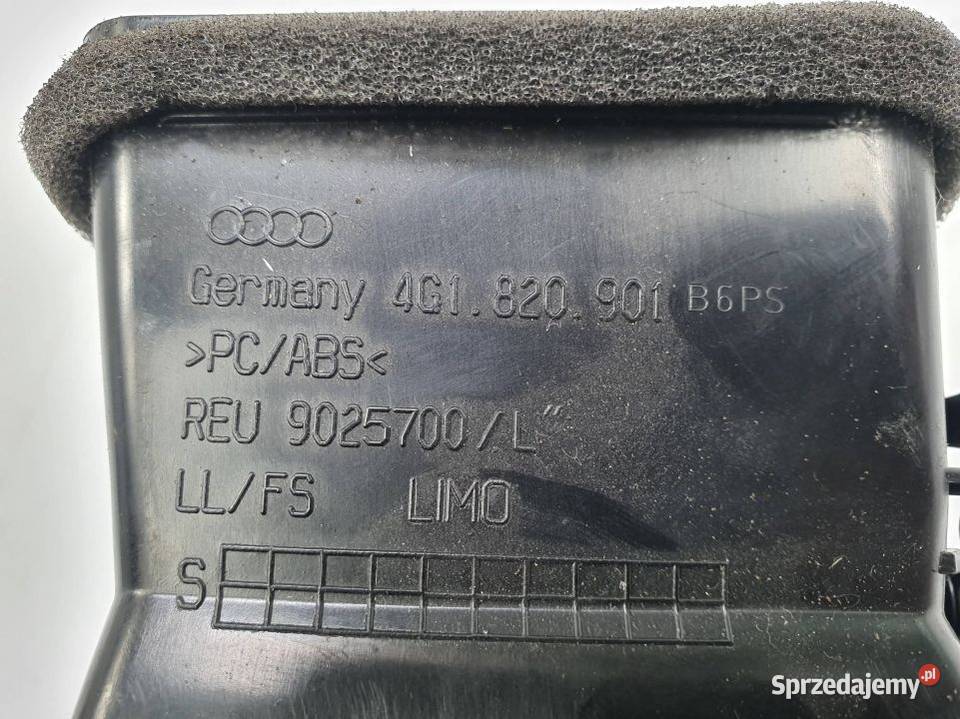 Germany 4G1.820.901 B6PS
>PC/ABS<
REU 9025700/L"
LL/FS LIMO
S
Sprzedajemy.pl